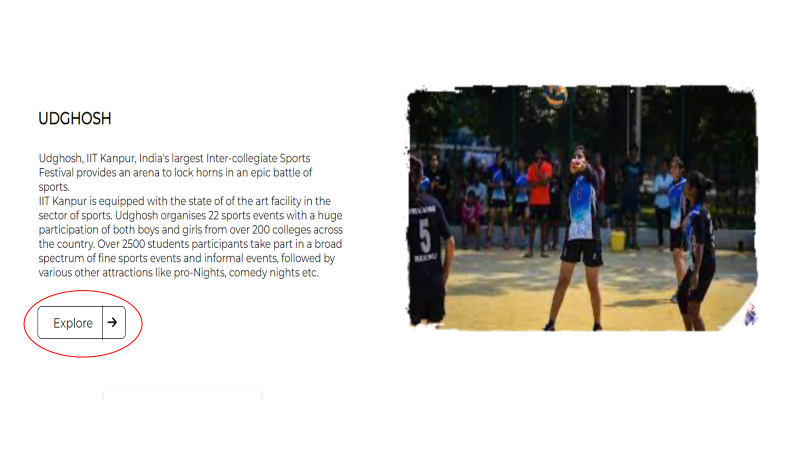 UDGHOSH
Udghosh, IIT Kanpur, India's largest Inter-collegiate Sports
Festival provides an arena to lock horns in an epic battle of
sports.
IIT Kanpur is equipped with the state of of the art facility in the
sector of sports. Udghosh organises 22 sports events with a huge
participation of both boys and girls from over 200 colleges across
the country. Over 2500 students participants take part in a broad
spectrum of fine sports events and informal events, followed by
various other attractions like pro-Nights, comedy nights etc.
Explore
5